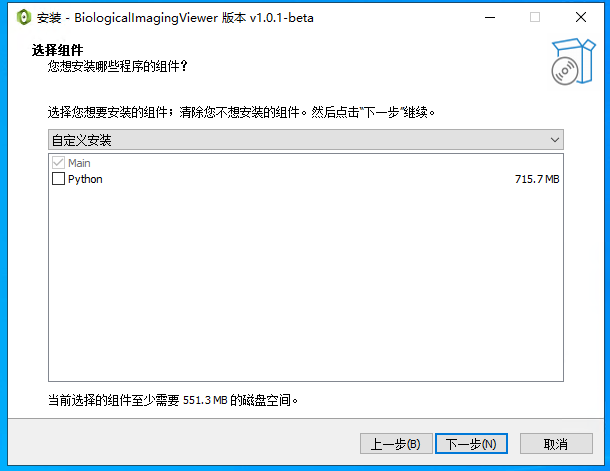 安装 - BiologicalImagingViewer 版本 v1.0.1-beta
选择组件
您想安装哪些程序的组件？
选择您想要安装的组件；清除您不想安装的组件。然后点击“下一步”继续。
自定义安装
Main
Python 715.7 MB
当前选择的组件至少需要 551.3 MB 的磁盘空间。
上一步(B) 下一步(N) 取消